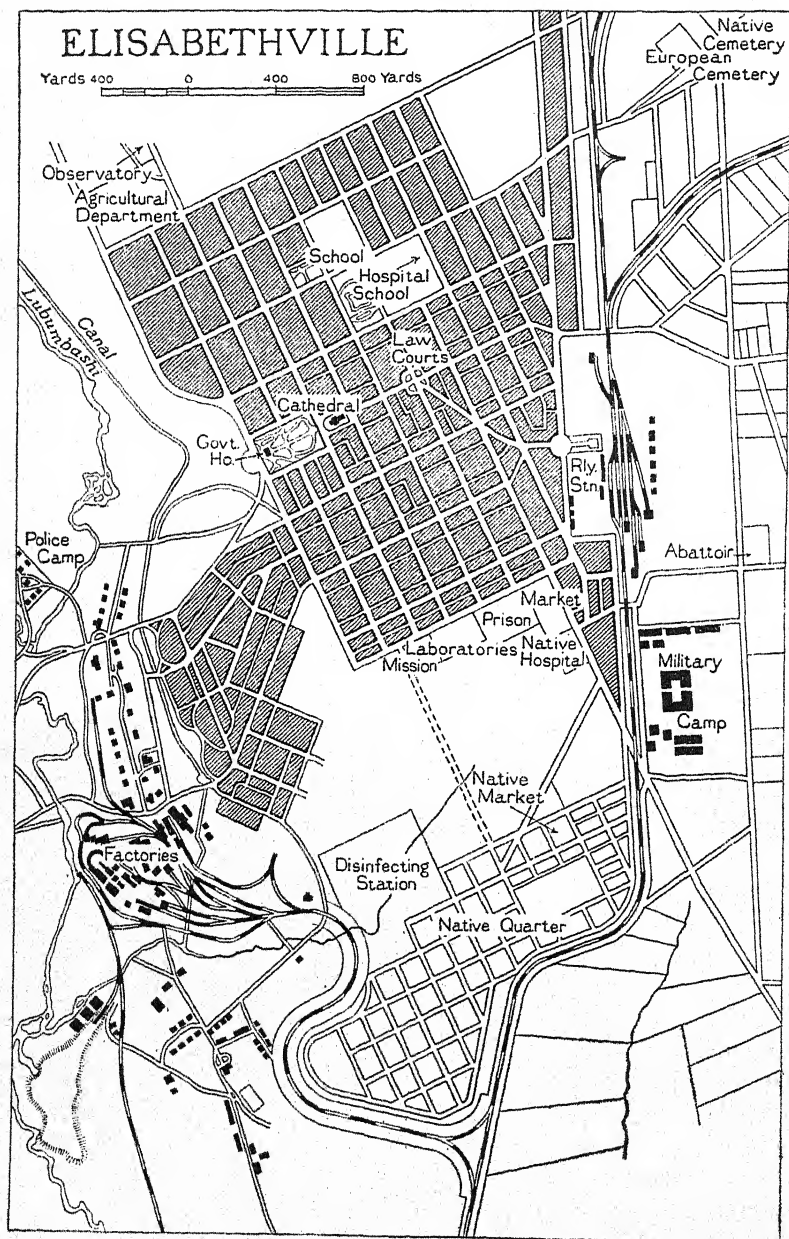 ELISABETHVILLE
Yards 400 0 400 800 Yards
Native
Cemetery
European
Cemetery
Observatory
Agricultural
Department
School
Hospital
School
Canal
Lubumbashi
Law
Courts
Cathedral
Govt.
Ho.
Rly.
Stn.
Police
Camp
Abattoir
Market
Prison
Laboratories
Native
Hospital
Mission
Military
Camp
Native
Market
Factories
Disinfecting
Station
Native Quarter